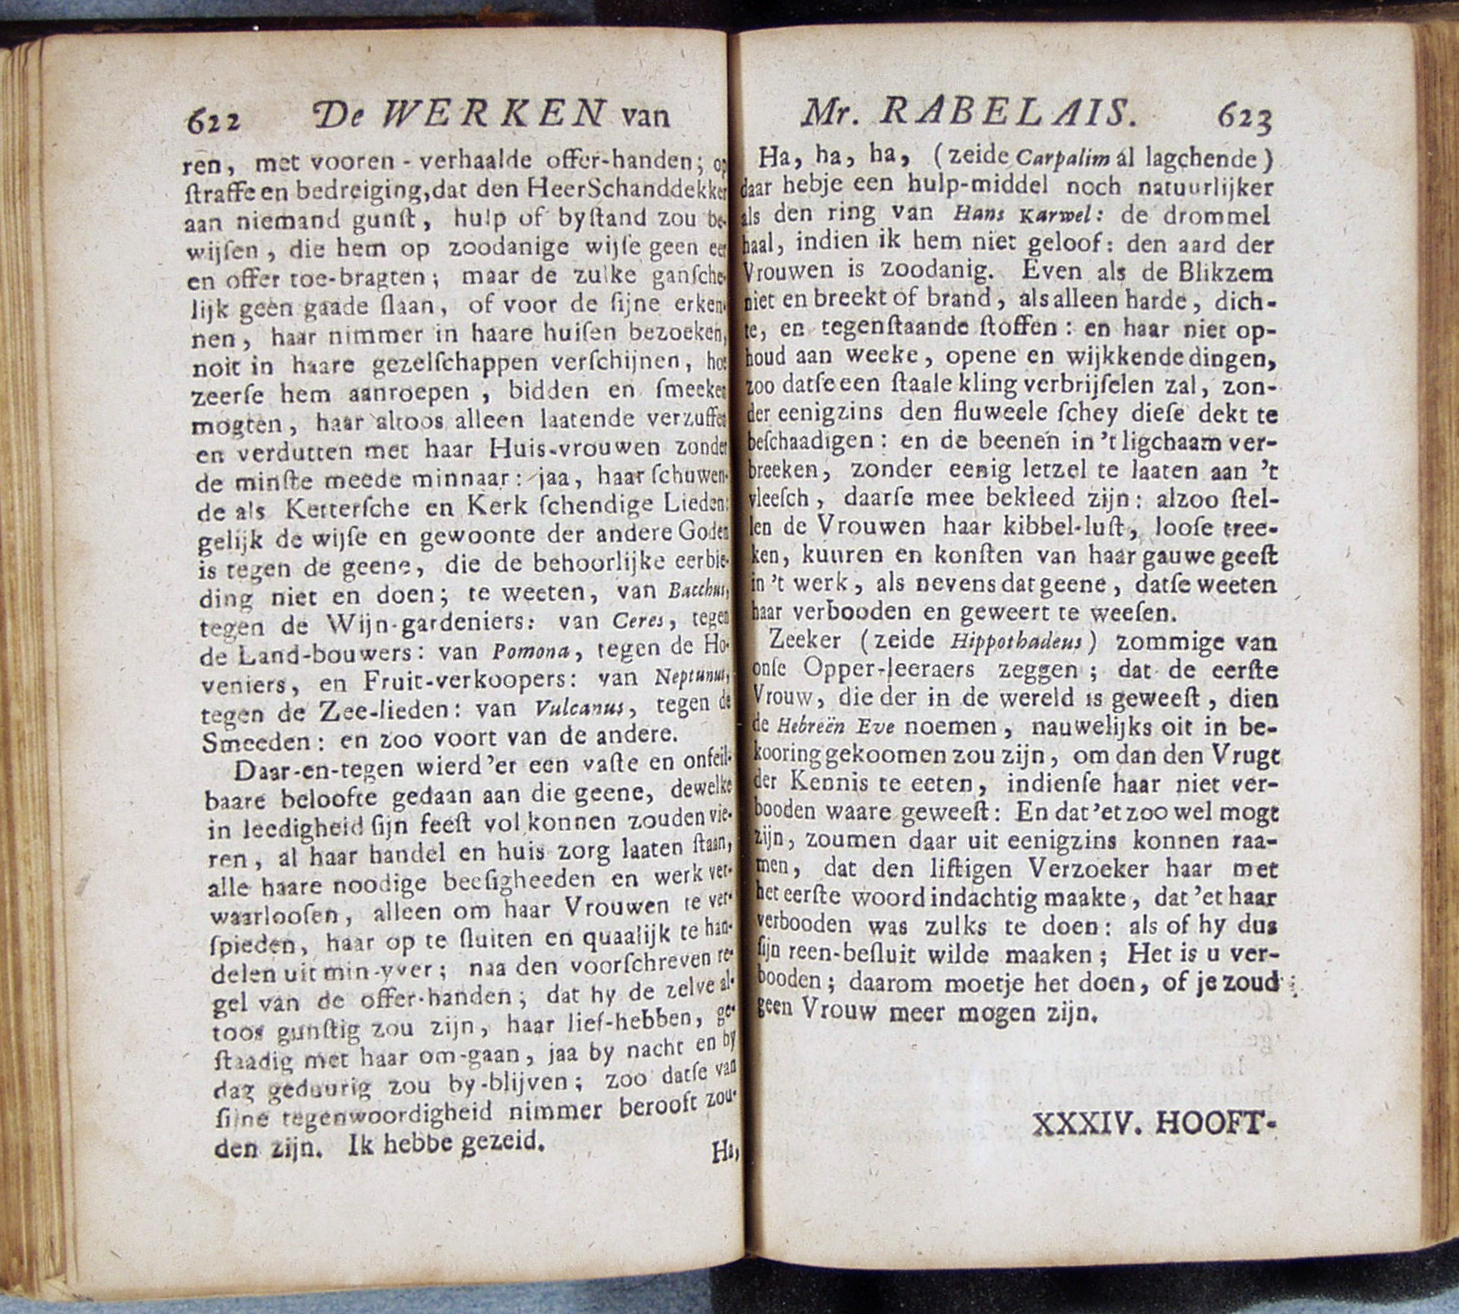 622 De WERKEN van
ren, met vooren-verhaalde offer-handen; op
ſtraffe en bedreiging, dat den Heer Schanddekker
aan niemand gunſt, hulp of byſtand zou be-
wijſen, die hem op zoodanige wijſe geen eer
en offer toe-bragten; maar de zulke ganſche-
lijk geen gaade ſlaan, of voor de ſijne erken-
nen, haar nimmer in haare huiſen bezoeken,
noit in haare gezelſchappen verſchijnen, hoe
zeerſe hem aanroepen, bidden en ſmeeken
mogten, haar altoos alleen laatende verzuffen
en verdutten met haar Huis-vrouwen zonder
de minſte meede minnaar: jaa, haar ſchuwen-
de als Ketterſche en Kerk ſchendige Lieden:
gelijk de wijſe en gewoonte der andere Goden
is tegen de geene, die de behoorlijke eerbie-
ding niet en doen; te weeten, van Bacchus,
tegen de Wijn-gardeniers: van Ceres, tegen
de Land-bouwers: van Pomona, tegen de Ho-
veniers, en Fruit-verkoopers: van Neptunus,
tegen de Zee-lieden: van Vulcanus, tegen de
Smeeden: en zoo voort van de andere.
Daar-en-tegen wierd 'er een vaſte en onfeil-
baare beloofte gedaan aan die geene, dewelke
in leedigheid ſijn feeſt vol konnen zouden vie-
ren, al haar handel en huis zorg laaten ſtaan,
alle haare noodige beeſigheeden en werk ver-
waarlooſen, alleen om haar Vrouwen te ver-
ſpieden, haar op te ſluiten en quaalijk te han-
delen uit min-yver; naa den voorſchreven re-
gel van de offer-handen; dat hy de zelve al-
toos gunſtig zou zijn, haar lief-hebben, ge-
ſtaadig met haar om-gaan, jaa by nacht en by
dag geduurig zou by-blijven; zoo datſe van
ſijne tegenwoordigheid nimmer berooft zou-
den zijn. Ik hebbe gezeid.
Ha,
Mr. RABELAIS. 623
Ha, ha, ha, (zeide Carpalim al lagchende)
daar hebje een hulp-middel noch natuurlijker
als den ring van Hans Karwel: de drommel
haal, indien ik hem niet geloof: den aard der
Vrouwen is zoodanig. Even als de Blikzem
niet en breekt of brand, als alleen harde, dich-
te, en tegenſtaande ſtoffen: en haar niet op-
houd aan weeke, opene en wijkkende dingen,
zoo datſe een ſtaale kling verbrijſelen zal, zon-
der eenigzins den fluweele ſchey dieſe dekt te
beſchaadigen: en de beenen in 't ligchaam ver-
breeken, zonder eenig letzel te laaten aan 't
vleeſch, daarſe mee bekleed zijn: alzoo ſtel-
len de Vrouwen haar kibbel-luſt, looſe tree-
ken, kuuren en konſten van haar gauwe geeſt
in 't werk, als nevens dat geene, datſe weeten
haar verbooden en geweert te weeſen.
Zeeker (zeide Hippothadeus) zommige van
onſe Opper-leeraers zeggen; dat de eerſte
Vrouw, die der in de wereld is geweeſt, dien
de Hebreën Eve noemen, nauwelijks oit in be-
kooring gekoomen zou zijn, om dan den Vrugt
der Kennis te eeten, indienſe haar niet ver-
booden waare geweeſt: En dat 'et zoo wel mogt
zijn, zoumen daar uit eenigzins konnen raa-
men, dat den liſtigen Verzoeker haar met
het eerſte woord indachtig maakte, dat 'et haar
verbooden was zulks te doen: als of hy dus
ſijn reen-beſluit wilde maaken; Het is u ver-
booden; daarom moetje het doen, of je zoud
geen Vrouw meer mogen zijn.
XXXIV. HOOFT-